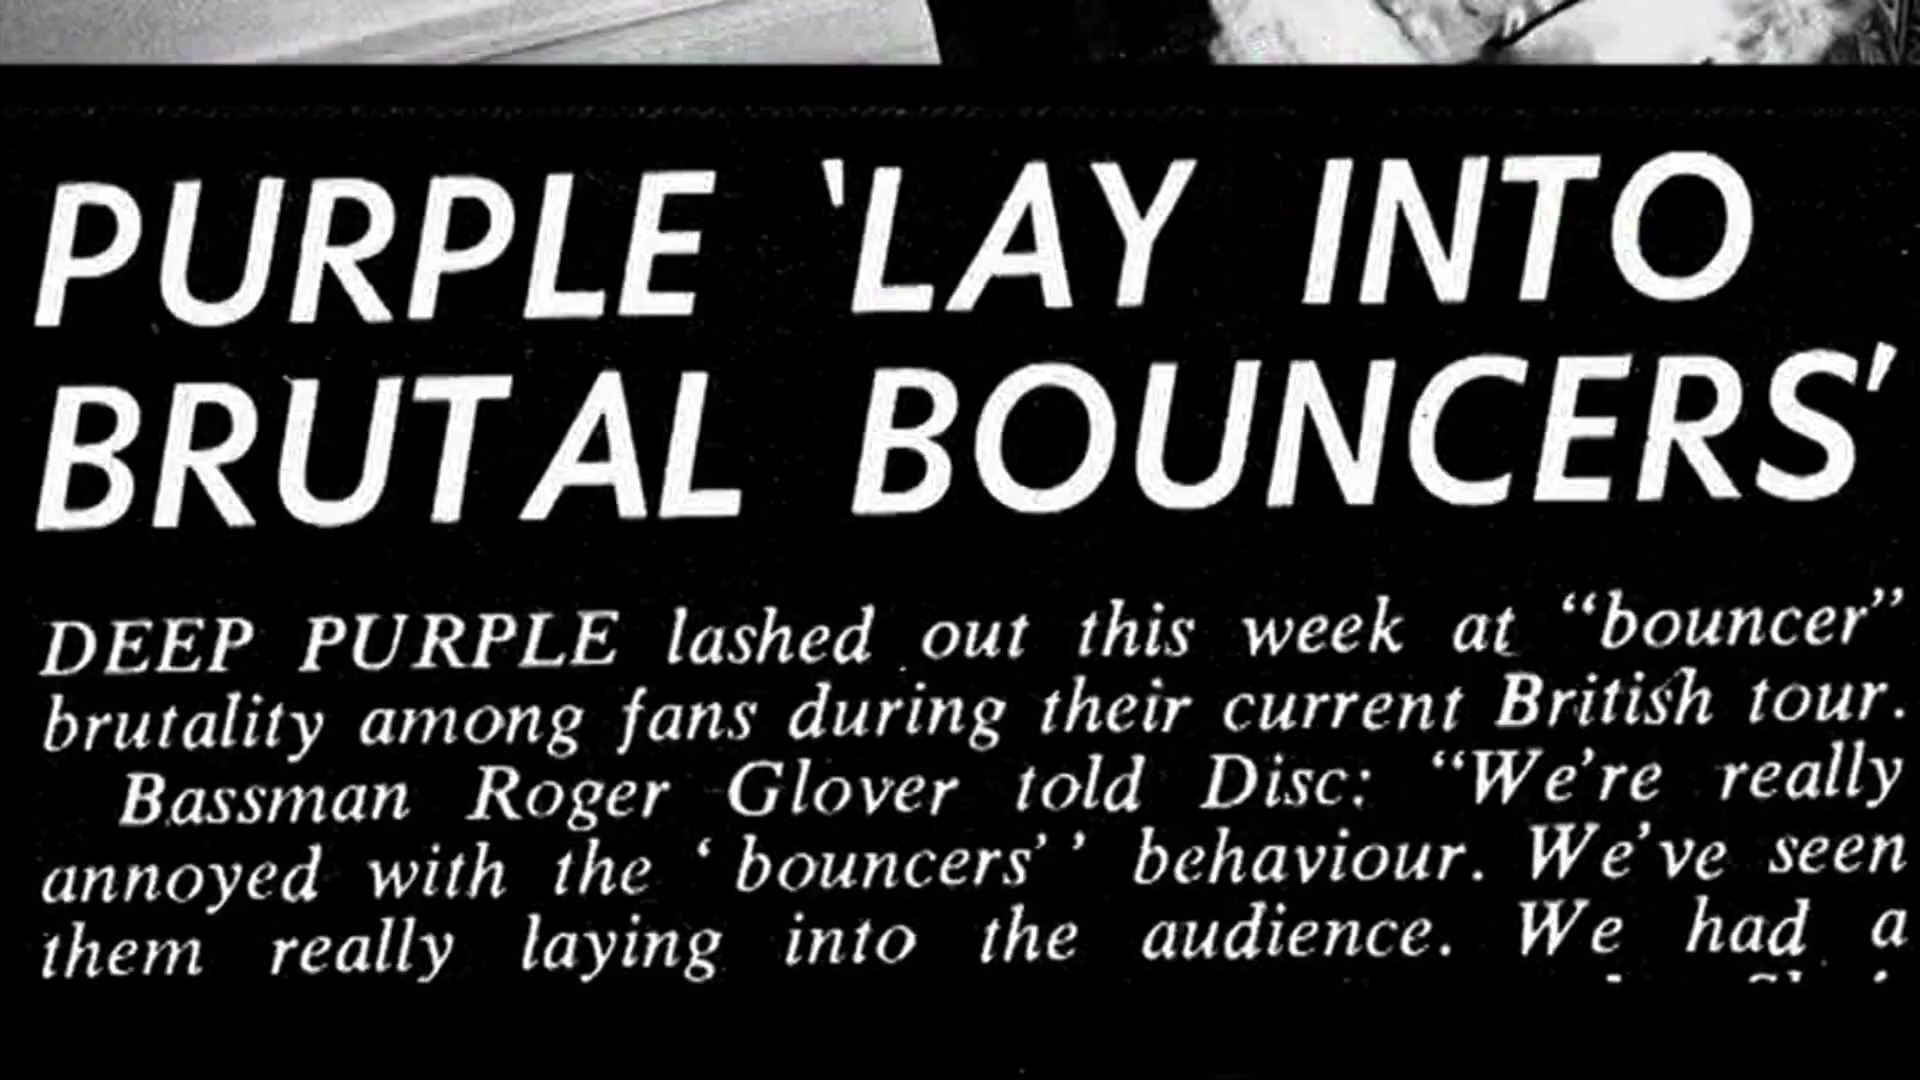 PURPLE 'LAY INTO
BRUTAL BOUNCERS'
DEEP PURPLE lashed out this week at “bouncer”
brutality among fans during their current British tour.
Bassman Roger Glover told Disc: “We're really
annoyed with the ‘bouncers’’ behaviour. We've seen
them really laying into the audience. We had a